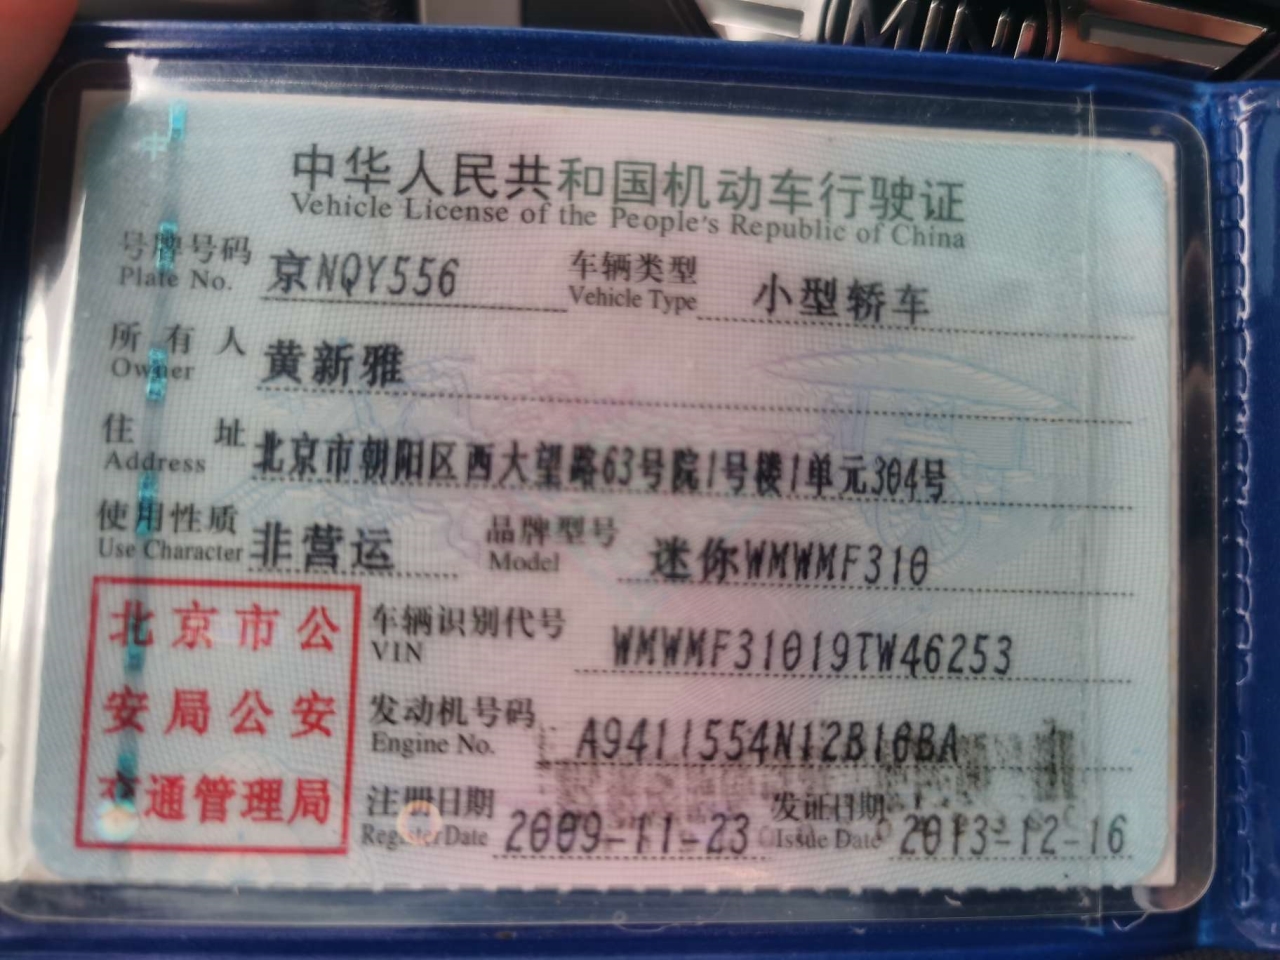 MINI
中华人民共和国机动车行驶证
Vehicle License of the People's Republic of China
号牌号码 京NQY556 车辆类型 小型轿车
Plate No. Vehicle Type
所有人 黄新雅
Owner
住址 北京市朝阳区西大望路63号院1号楼1单元304号
Address
使用性质 非营运 品牌型号 迷你WMWMF310
Use Character Model
北京市公
安局公安
交通管理局
车辆识别代号 WMWMF31019TW46253
VIN
发动机号码 A9411554N12B16BA
Engine No.
注册日期 2009-11-23 发证日期 2013-12-16
Register Date Issue Date